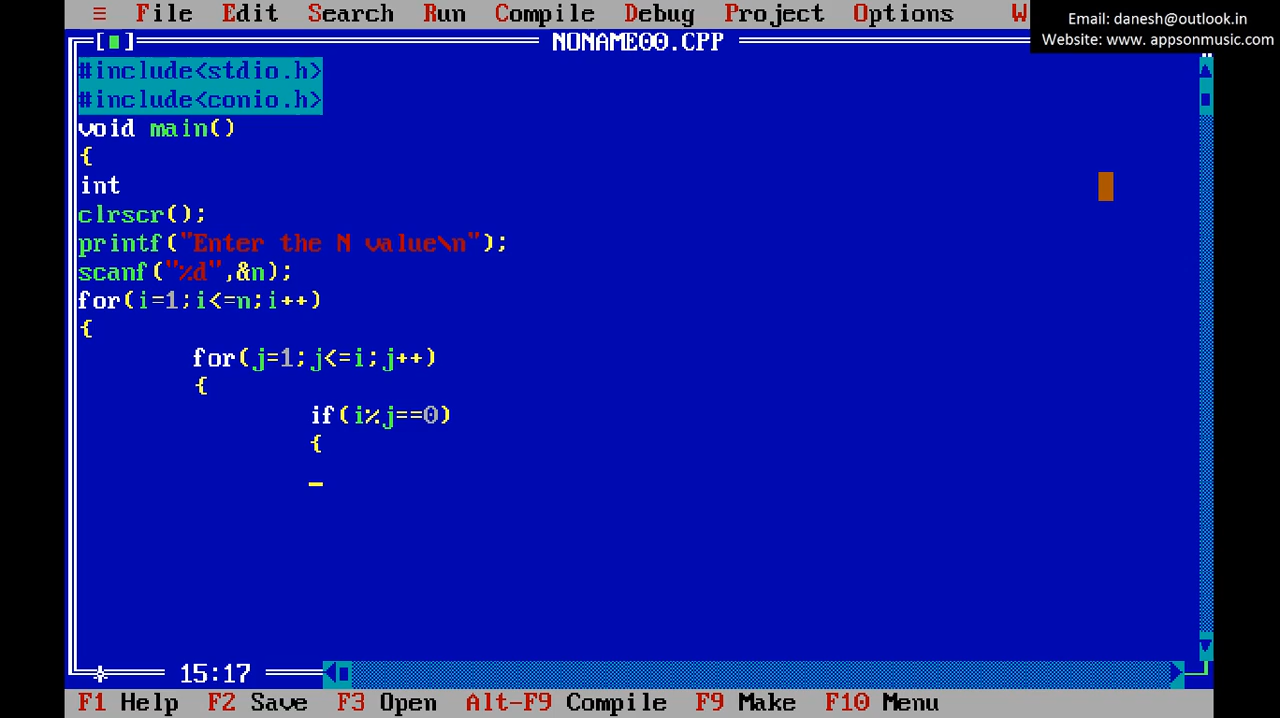 ≡ File Edit Search Run Compile Debug Project Options W
Email: danesh@outlook.in
Website: www. appsonmusic.com
[■] NONAME00.CPP
#include<stdio.h>
#include<conio.h>
void main()
{
int
clrscr();
printf("Enter the N value\n");
scanf("%d",&n);
for(i=1;i<=n;i++)
{
for(j=1;j<=i;j++)
{
if(i%j==0)
{
15:17
F1 Help F2 Save F3 Open Alt-F9 Compile F9 Make F10 Menu